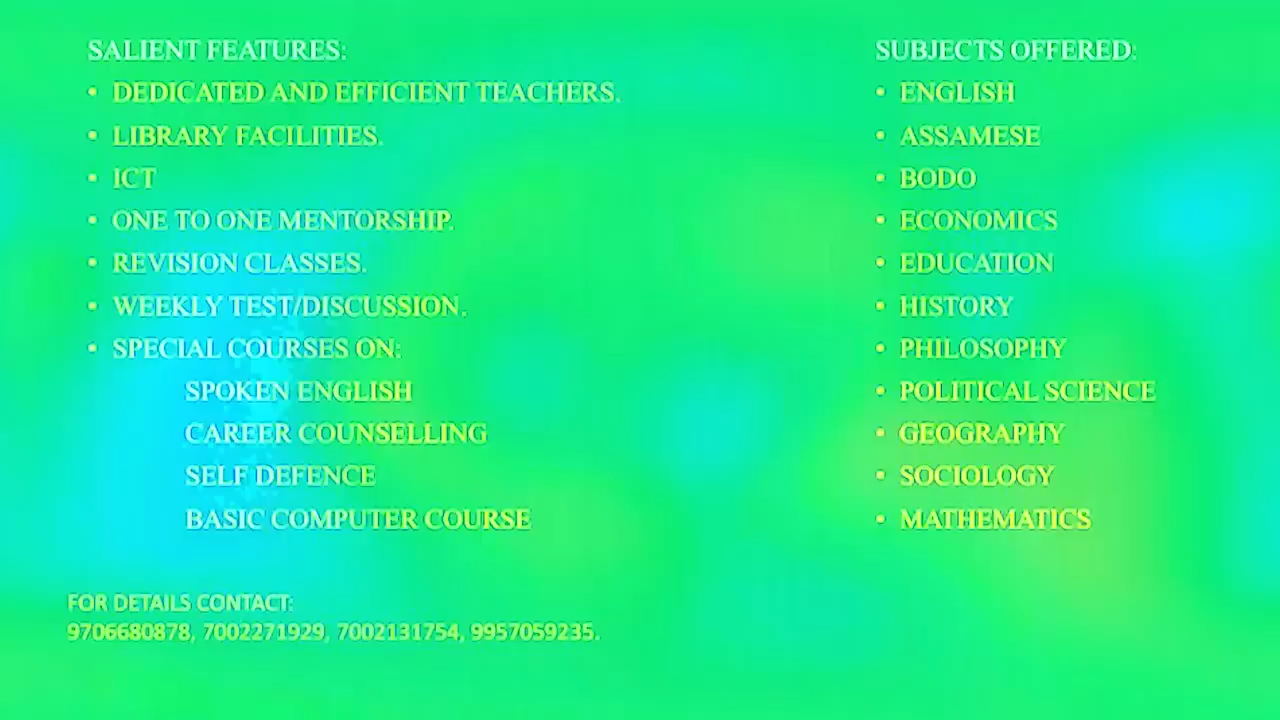 SALIENT FEATURES:
• DEDICATED AND EFFICIENT TEACHERS.
• LIBRARY FACILITIES.
• ICT
• ONE TO ONE MENTORSHIP.
• REVISION CLASSES.
• WEEKLY TEST/DISCUSSION.
• SPECIAL COURSES ON:
SPOKEN ENGLISH
CAREER COUNSELLING
SELF DEFENCE
BASIC COMPUTER COURSE
SUBJECTS OFFERED:
• ENGLISH
• ASSAMESE
• BODO
• ECONOMICS
• EDUCATION
• HISTORY
• PHILOSOPHY
• POLITICAL SCIENCE
• GEOGRAPHY
• SOCIOLOGY
• MATHEMATICS
FOR DETAILS CONTACT:
9706680878, 7002271929, 7002131754, 9957059235.